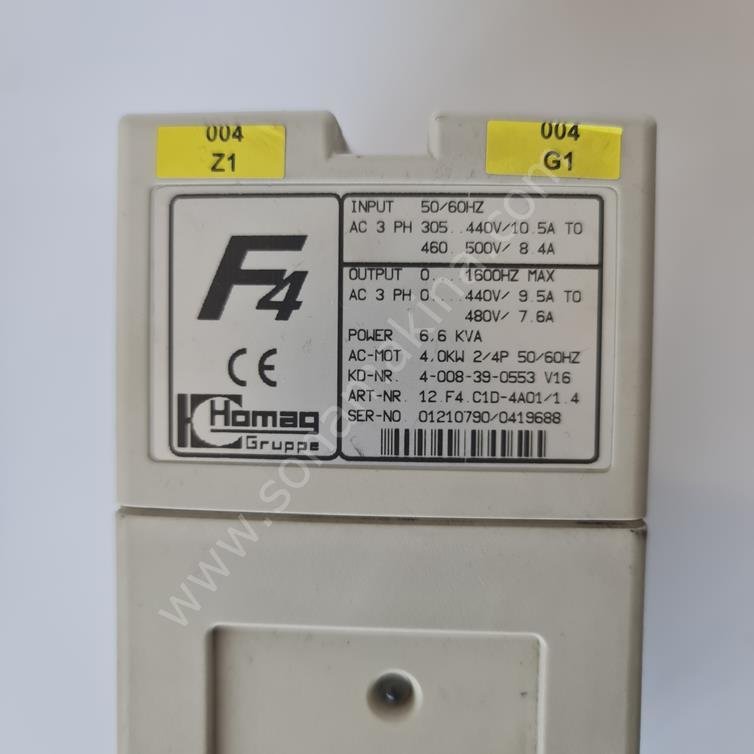 004
Z1
004
G1
F4
CE
Homag
Gruppe
INPUT 50/60HZ
AC 3 PH 305..440V/10.5A TO
460..500V/ 8.4A
OUTPUT 0... 1600HZ MAX
AC 3 PH 0....440V/ 9.5A TO
480V/ 7.6A
POWER 6.6 KVA
AC-MOT 4.0KW 2/4P 50/60HZ
KD-NR. 4-008-39-0553 V16
ART-NR. 12.F4.C1D-4A01/1.4
SER-NO. 01210790/0419688
www.sonamakina.com